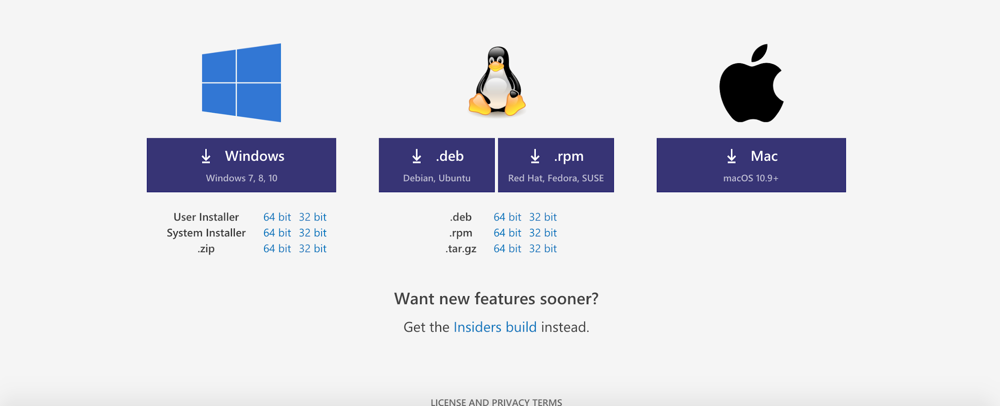 Windows
Windows 7, 8, 10
.deb
Debian, Ubuntu
.rpm
Red Hat, Fedora, SUSE
Mac
macOS 10.9+
User Installer 64 bit 32 bit
System Installer 64 bit 32 bit
.zip 64 bit 32 bit
.deb 64 bit 32 bit
.rpm 64 bit 32 bit
.tar.gz 64 bit 32 bit
Want new features sooner?
Get the Insiders build instead.
LICENSE AND PRIVACY TERMS